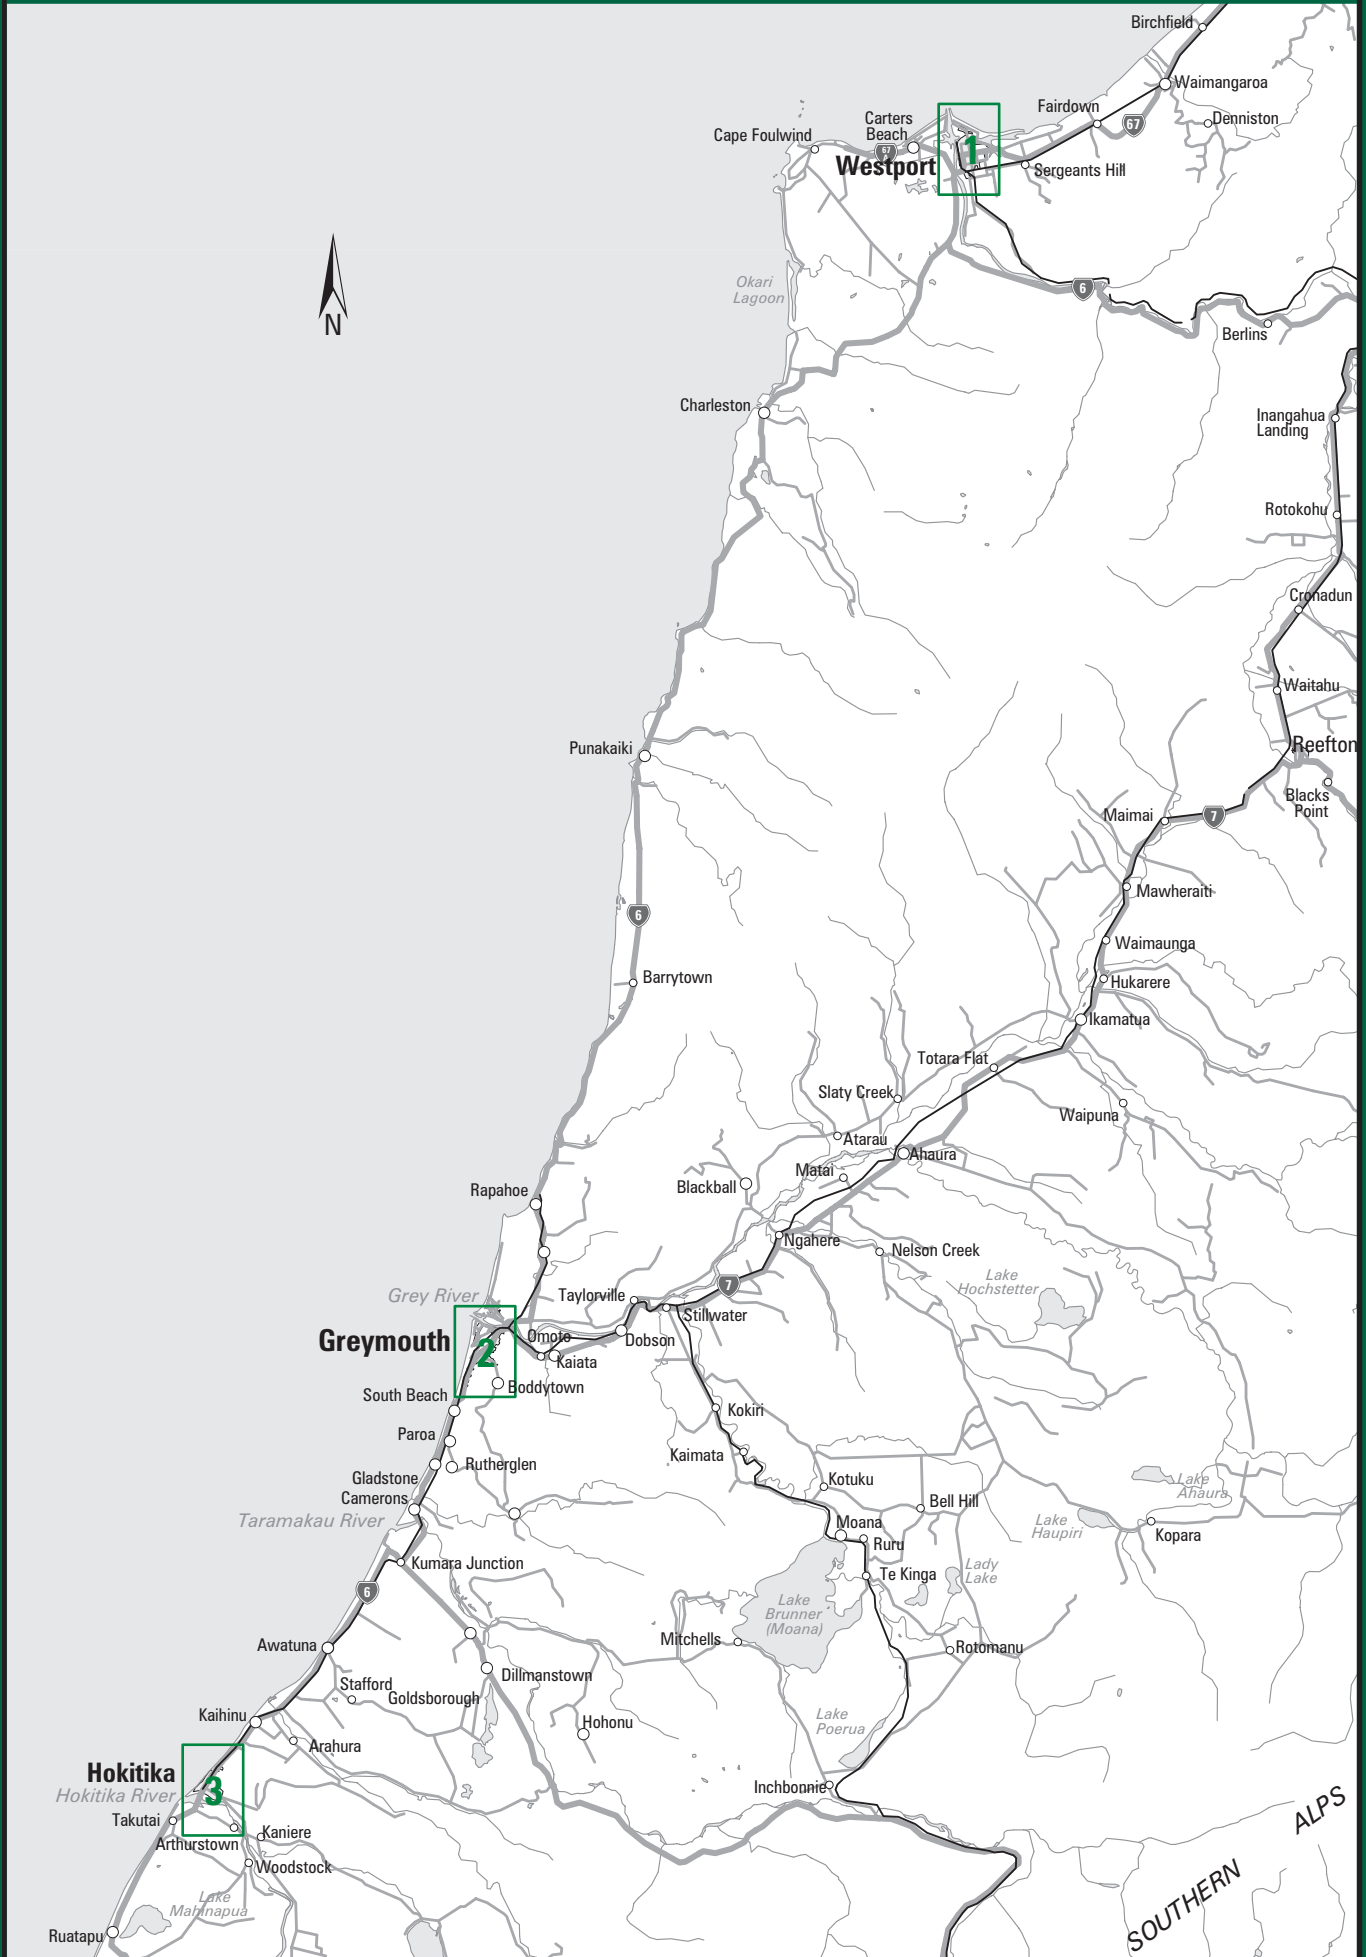 Birchfield
Waimangaroa
Fairdown
67
Denniston
Carters
Beach
Cape Foulwind
67
1
Westport
Sergeants Hill
N
Okari
Lagoon
6
Berlins
Charleston
Inangahua
Landing
Rotokohu
Cronadun
Waitahu
Reefton
Punakaiki
Blacks
Point
Maimai
7
Mawheraiti
6
Waimaunga
Barrytown
Hukarere
Ikamatua
Totara Flat
Slaty Creek
Waipuna
Atarau
Ahaura
Matai
Blackball
Rapahoe
Ngahere
Nelson Creek
Lake
Hochstetter
7
Grey River
Taylorville
Stillwater
Greymouth
2
Omoto
Dobson
Kaiata
Boddytown
South Beach
Kokiri
Paroa
Kaimata
Rutherglen
Gladstone
Kotuku
Lake
Ahaura
Camerons
Bell Hill
Taramakau River
Moana
Lake
Haupiri
Kopara
Ruru
Kumara Junction
Te Kinga
Lady
Lake
6
Lake
Brunner
(Moana)
Awatuna
Mitchells
Rotomanu
Dillmanstown
Stafford
Goldsborough
Kaihinu
Hohonu
Lake
Poerua
Arahura
Hokitika
3
Hokitika River
Inchbonnie
Takutai
Kaniere
Arthurstown
Woodstock
SOUTHERN ALPS
Lake
Mahinapua
Ruatapu